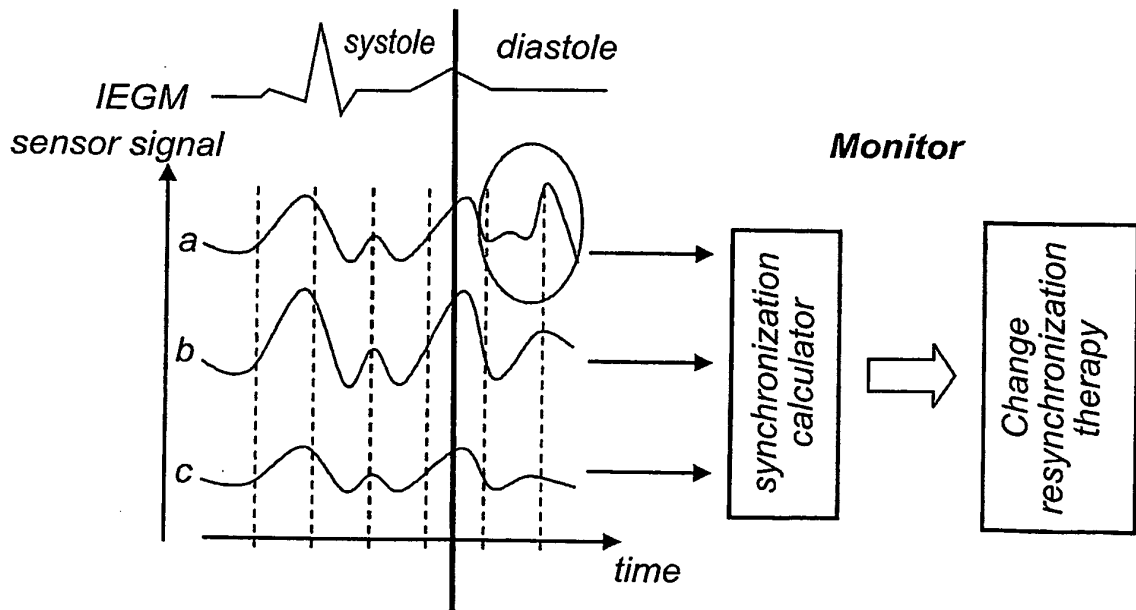 systole
diastole
IEGM
sensor signal
Monitor
a
b
c
time
synchronization
calculator
Change
resynchronization
therapy